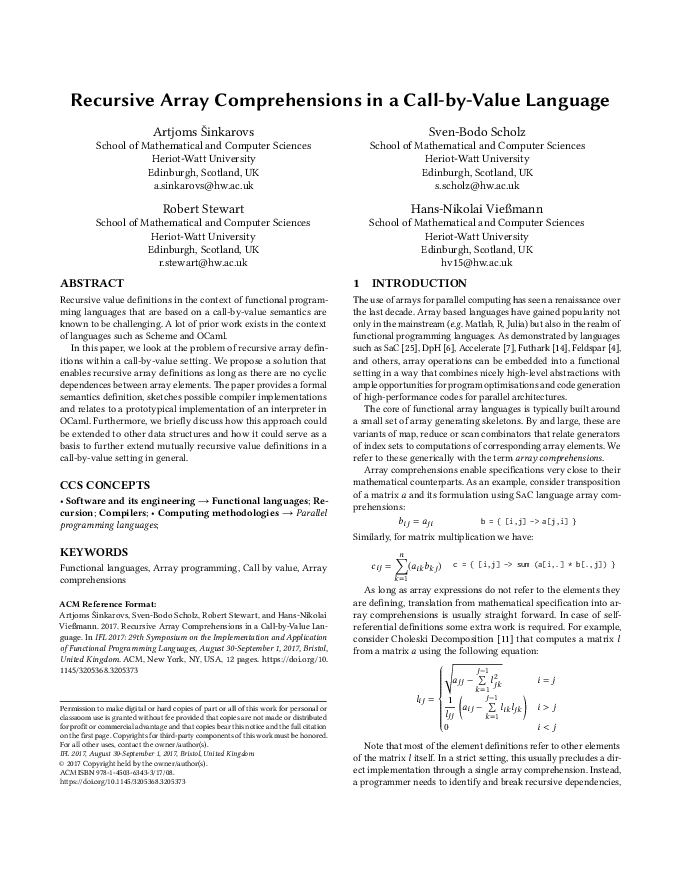 Recursive Array Comprehensions in a Call-by-Value Language
Artjoms Šinkarovs
School of Mathematical and Computer Sciences
Heriot-Watt University
Edinburgh, Scotland, UK
a.sinkarovs@hw.ac.uk
Sven-Bodo Scholz
School of Mathematical and Computer Sciences
Heriot-Watt University
Edinburgh, Scotland, UK
s.scholz@hw.ac.uk
Robert Stewart
School of Mathematical and Computer Sciences
Heriot-Watt University
Edinburgh, Scotland, UK
r.stewart@hw.ac.uk
Hans-Nikolai Vießmann
School of Mathematical and Computer Sciences
Heriot-Watt University
Edinburgh, Scotland, UK
hv15@hw.ac.uk
ABSTRACT
Recursive value definitions in the context of functional program-
ming languages that are based on a call-by-value semantics are
known to be challenging. A lot of prior work exists in the context
of languages such as Scheme and OCaml.
In this paper, we look at the problem of recursive array defin-
itions within a call-by-value setting. We propose a solution that
enables recursive array definitions as long as there are no cyclic
dependences between array elements. The paper provides a formal
semantics definition, sketches possible compiler implementations
and relates to a prototypical implementation of an interpreter in
OCaml. Furthermore, we briefly discuss how this approach could
be extended to other data structures and how it could serve as a
basis to further extend mutually recursive value definitions in a
call-by-value setting in general.
CCS CONCEPTS
• Software and its engineering → Functional languages; Re-
cursion; Compilers; • Computing methodologies → Parallel
programming languages;
KEYWORDS
Functional languages, Array programming, Call by value, Array
comprehensions
ACM Reference Format:
Artjoms Šinkarovs, Sven-Bodo Scholz, Robert Stewart, and Hans-Nikolai
Vießmann. 2017. Recursive Array Comprehensions in a Call-by-Value Lan-
guage. In IFL 2017: 29th Symposium on the Implementation and Application
of Functional Programming Languages, August 30-September 1, 2017, Bristol,
United Kingdom. ACM, New York, NY, USA, 12 pages. https://doi.org/10.
1145/3205368.3205373
Permission to make digital or hard copies of part or all of this work for personal or
classroom use is granted without fee provided that copies are not made or distributed
for profit or commercial advantage and that copies bear this notice and the full citation
on the first page. Copyrights for third-party components of this work must be honored.
For all other uses, contact the owner/author(s).
IFL 2017, August 30-September 1, 2017, Bristol, United Kingdom
© 2017 Copyright held by the owner/author(s).
ACM ISBN 978-1-4503-6343-3/17/08.
https://doi.org/10.1145/3205368.3205373
1 INTRODUCTION
The use of arrays for parallel computing has seen a renaissance over
the last decade. Array based languages have gained popularity not
only in the mainstream (e.g. Matlab, R, Julia) but also in the realm of
functional programming languages. As demonstrated by languages
such as SaC [25], DpH [6], Accelerate [7], Futhark [14], Feldspar [4],
and others, array operations can be embedded into a functional
setting in a way that combines nicely high-level abstractions with
ample opportunities for program optimisations and code generation
of high-performance codes for parallel architectures.
The core of functional array languages is typically built around
a small set of array generating skeletons. By and large, these are
variants of map, reduce or scan combinators that relate generators
of index sets to computations of corresponding array elements. We
refer to these generically with the term array comprehensions.
Array comprehensions enable specifications very close to their
mathematical counterparts. As an example, consider transposition
of a matrix a and its formulation using SaC language array com-
prehensions:
b_{ij} = a_{ji} b = { [i,j] -> a[j,i] }
Similarly, for matrix multiplication we have:
c_{ij} = \sum_{k=1}^{n} (a_{ik} b_{kj}) c = { [i,j] -> sum (a[i,.] * b[.,j]) }
As long as array expressions do not refer to the elements they
are defining, translation from mathematical specification into ar-
ray comprehensions is usually straight forward. In case of self-
referential definitions some extra work is required. For example,
consider Choleski Decomposition [11] that computes a matrix l
from a matrix a using the following equation:
l_{ij} = \begin{cases} \sqrt{a_{jj} - \sum_{k=1}^{j-1} l_{jk}^2} & i = j \\ \frac{1}{l_{jj}} \left( a_{ij} - \sum_{k=1}^{j-1} l_{ik} l_{jk} \right) & i > j \\ 0 & i < j \end{cases}
Note that most of the element definitions refer to other elements
of the matrix l itself. In a strict setting, this usually precludes a dir-
ect implementation through a single array comprehension. Instead,
a programmer needs to identify and break recursive dependencies,